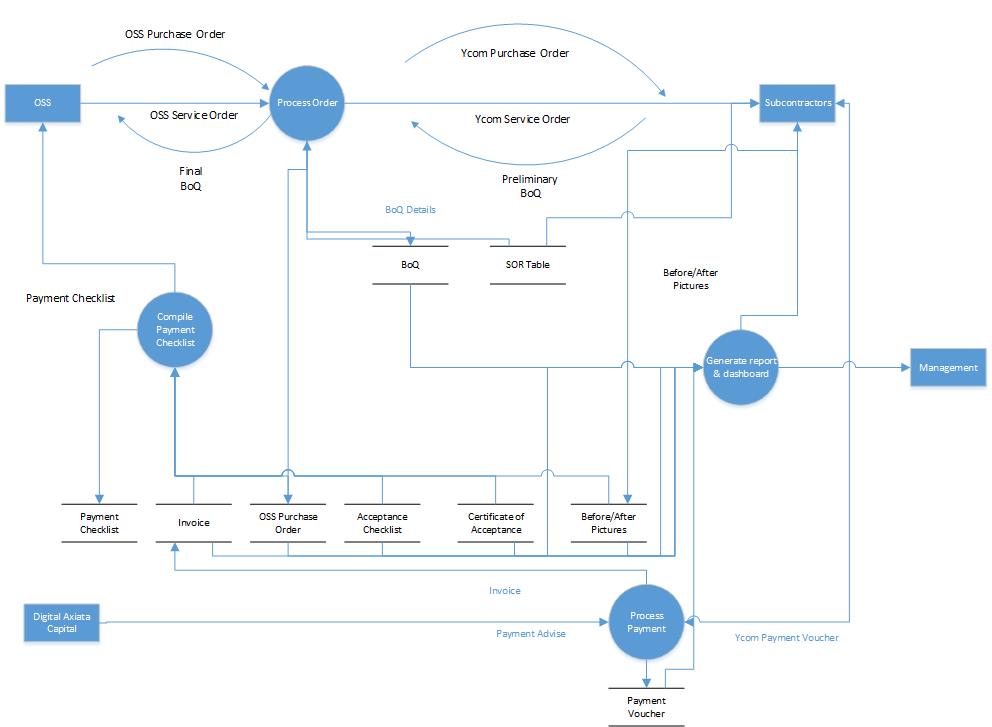 OSS Purchase Order
Ycom Purchase Order
OSS
Process Order
Subcontractors
OSS Service Order
Ycom Service Order
Final
BoQ
Preliminary
BoQ
BoQ Details
BoQ
SOR Table
Before/After
Pictures
Payment Checklist
Compile
Payment
Checklist
Generate report
& dashboard
Management
Payment
Checklist
Invoice
OSS Purchase
Order
Acceptance
Checklist
Certificate of
Acceptance
Before/After
Pictures
Invoice
Digital Axiata
Capital
Payment Advise
Process
Payment
Ycom Payment Voucher
Payment
Voucher